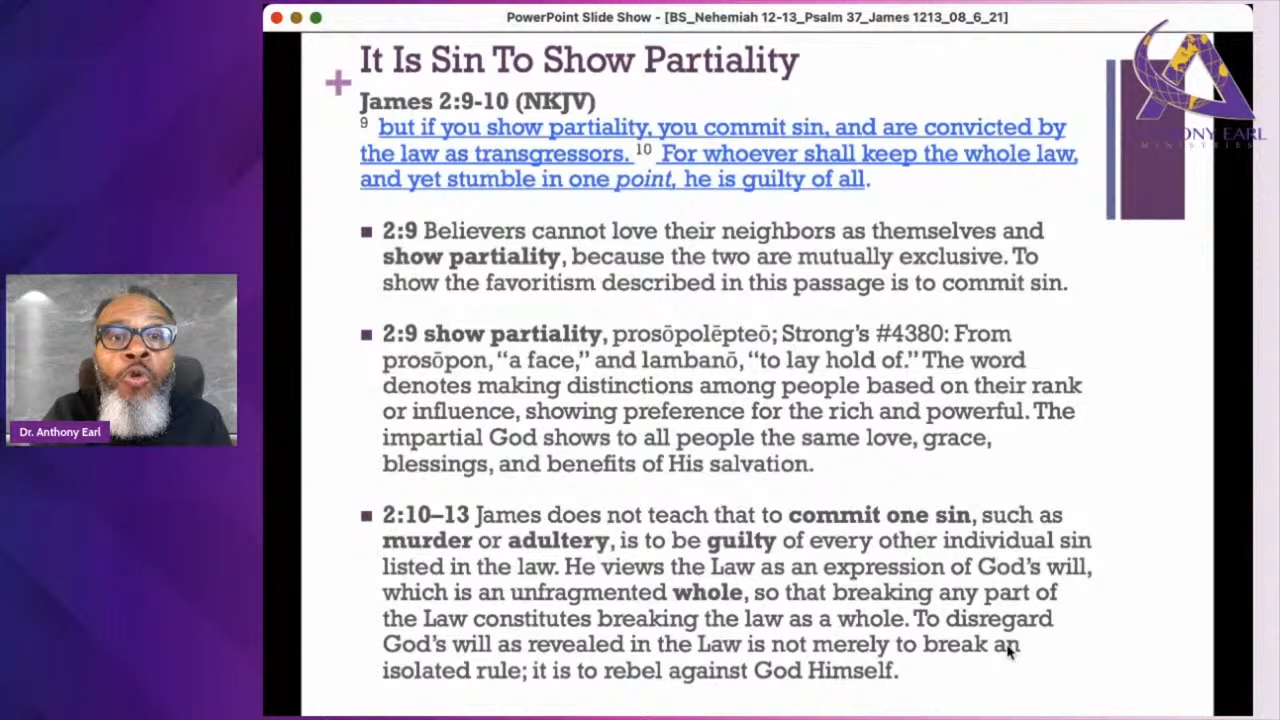 PowerPoint Slide Show - [BS_Nehemiah 12-13_Psalm 37_James 1213_08_6_21]
It Is Sin To Show Partiality
James 2:9-10 (NKJV)
9 but if you show partiality, you commit sin, and are convicted by
the law as transgressors. 10 For whoever shall keep the whole law,
and yet stumble in one point, he is guilty of all.
■ 2:9 Believers cannot love their neighbors as themselves and
show partiality, because the two are mutually exclusive. To
show the favoritism described in this passage is to commit sin.
■ 2:9 show partiality, prosōpolēpteō; Strong's #4380: From
prosōpon, “a face,” and lambanō, “to lay hold of.” The word
denotes making distinctions among people based on their rank
or influence, showing preference for the rich and powerful. The
impartial God shows to all people the same love, grace,
blessings, and benefits of His salvation.
■ 2:10–13 James does not teach that to commit one sin, such as
murder or adultery, is to be guilty of every other individual sin
listed in the law. He views the Law as an expression of God's will,
which is an unfragmented whole, so that breaking any part of
the Law constitutes breaking the law as a whole. To disregard
God's will as revealed in the Law is not merely to break an
isolated rule; it is to rebel against God Himself.
Dr. Anthony Earl
ANTHONY EARL
MINISTRIES